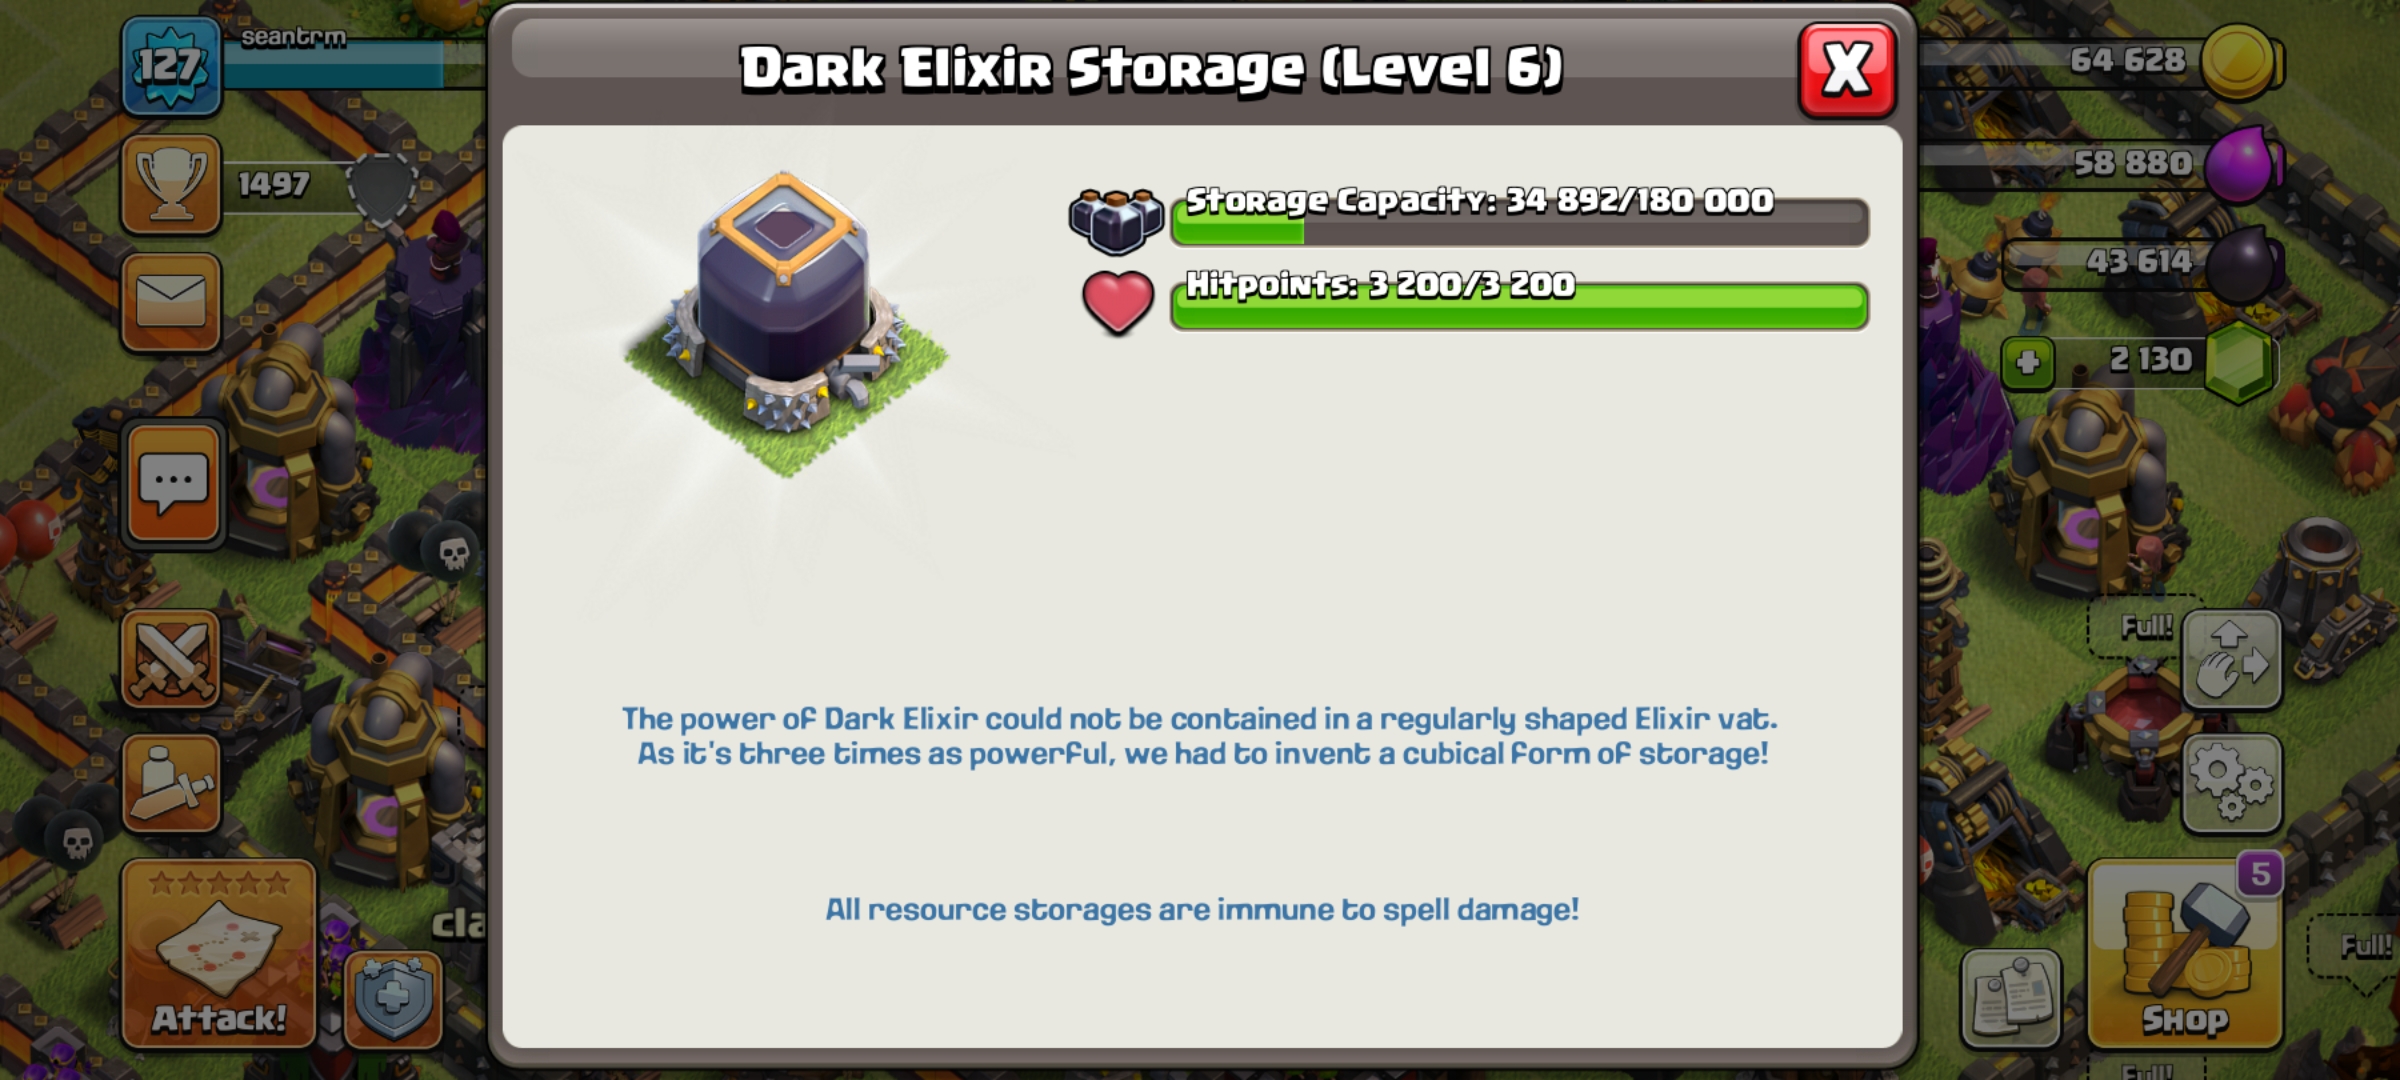 127
seantrm
Dark Elixir Storage (Level 6)
X
64 628
1497
58 880
Storage Capacity: 34 892/180 000
43 614
Hitpoints: 3 200/3 200
2 130
Full!
The power of Dark Elixir could not be contained in a regularly shaped Elixir vat.
As it's three times as powerful, we had to invent a cubical form of storage!
5
All resource storages are immune to spell damage!
cla
Full!
Attack!
Shop
Full!